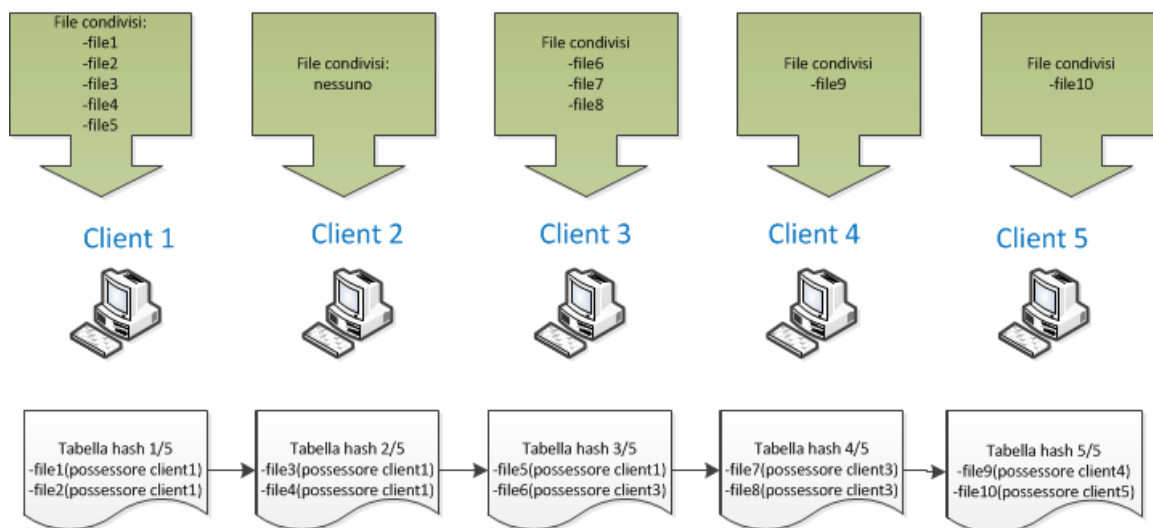 File condivisi:
-file1
-file2
-file3
-file4
-file5
File condivisi:
nessuno
File condivisi
-file6
-file7
-file8
File condivisi
-file9
File condivisi
-file10
Client 1
Client 2
Client 3
Client 4
Client 5
Tabella hash 1/5
-file1(possessore client1)
-file2(possessore client1)
Tabella hash 2/5
-file3(possessore client1)
-file4(possessore client1)
Tabella hash 3/5
-file5(possessore client1)
-file6(possessore client3)
Tabella hash 4/5
-file7(possessore client3)
-file8(possessore client3)
Tabella hash 5/5
-file9(possessore client4)
-file10(possessore client5)